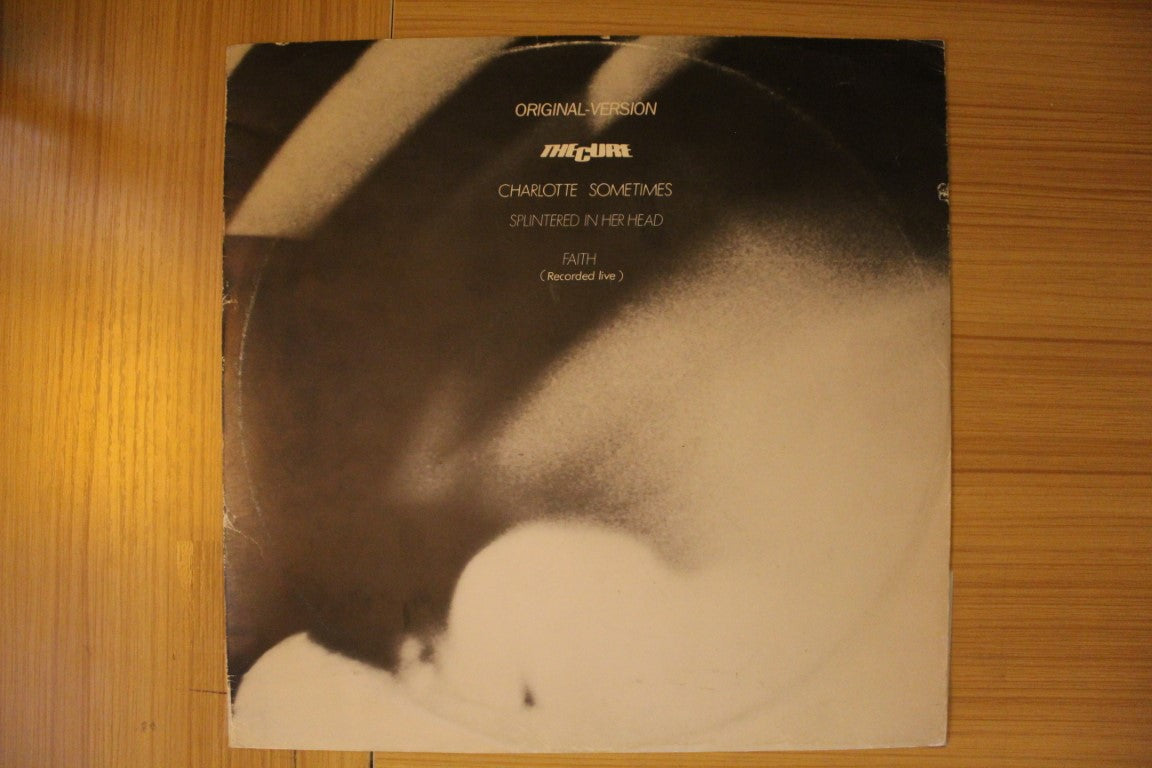 ORIGINAL-VERSION
THE CURE
CHARLOTTE SOMETIMES
SPLINTERED IN HER HEAD
FAITH
(Recorded live)